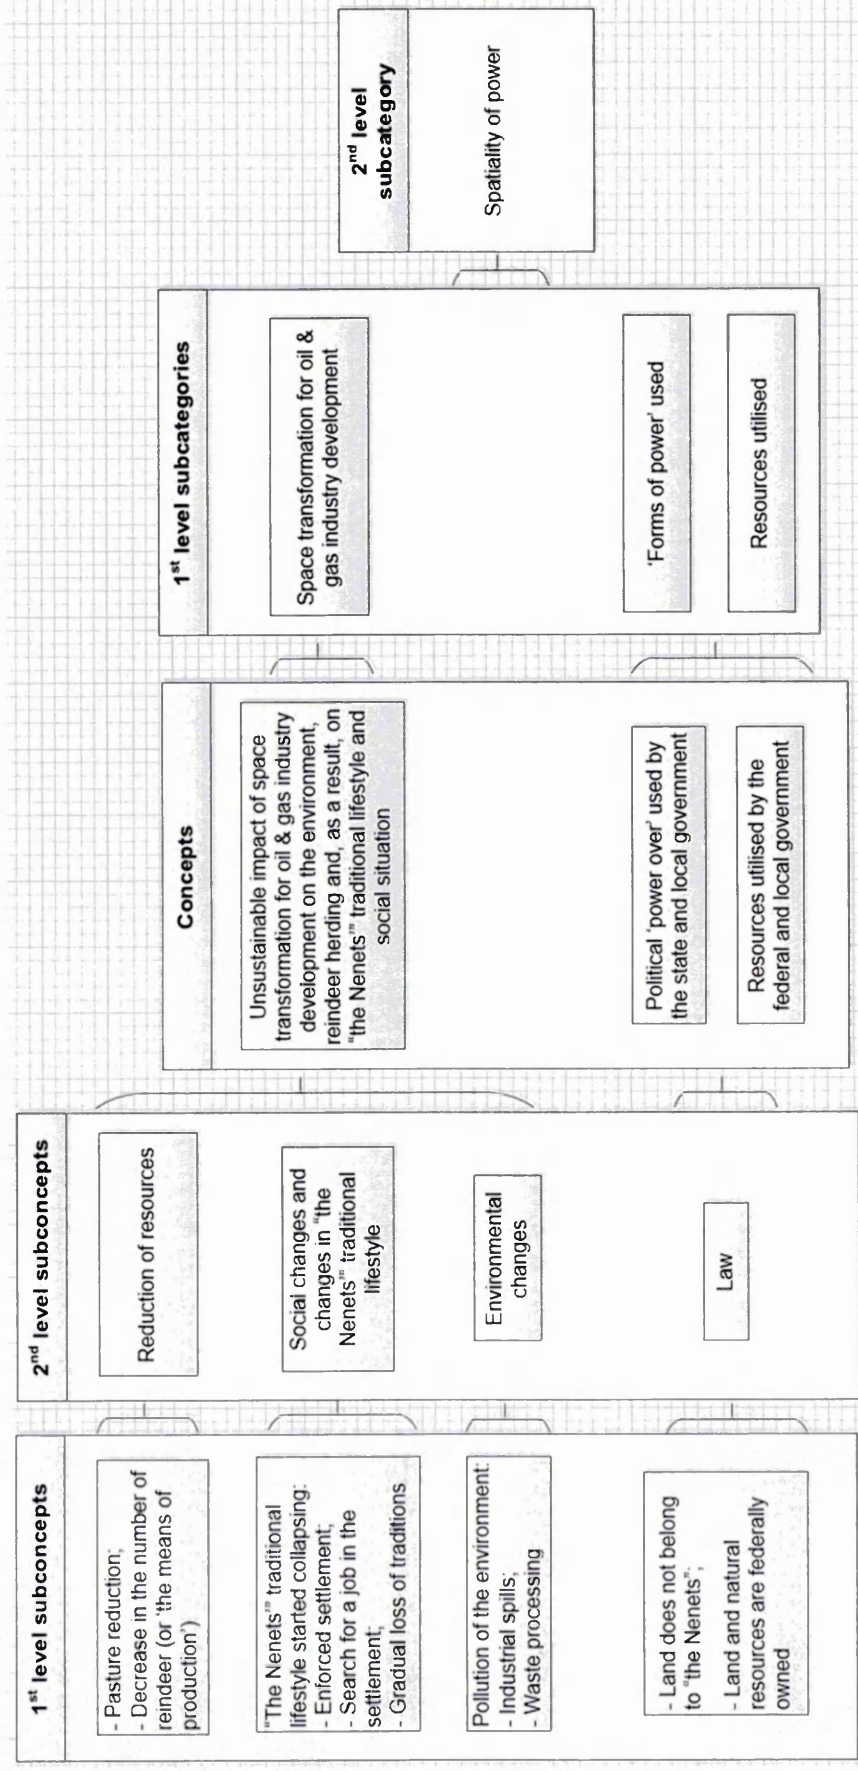 1st level subconcepts
- Pasture reduction;
- Decrease in the number of
reindeer (or 'the means of
production')
"The Nenets'" traditional
lifestyle started collapsing:
- Enforced settlement;
- Search for a job in the
settlement;
- Gradual loss of traditions
Pollution of the environment:
- Industrial spills;
- Waste processing
- Land does not belong
to "the Nenets";
- Land and natural
resources are federally
owned
2nd level subconcepts
Reduction of resources
Social changes and
changes in "the
Nenets'" traditional
lifestyle
Environmental
changes
Law
Concepts
Unsustainable impact of space
transformation for oil & gas industry
development on the environment,
reindeer herding and, as a result, on
"the Nenets'" traditional lifestyle and
social situation
Political 'power over' used by
the state and local government
Resources utilised by the
federal and local government
1st level subcategories
Space transformation for oil &
gas industry development
'Forms of power' used
Resources utilised
2nd level
subcategory
Spatiality of power